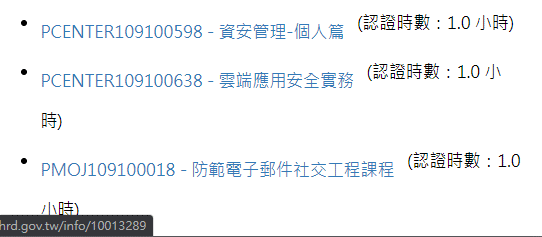 PCENTER109100598 - 資安管理-個人篇 (認證時數：1.0 小時)
PCENTER109100638 - 雲端應用安全實務 (認證時數：1.0 小
時)
PMOJ109100018 - 防範電子郵件社交工程課程 (認證時數：1.0
小時)
hrd.gov.tw/info/10013289